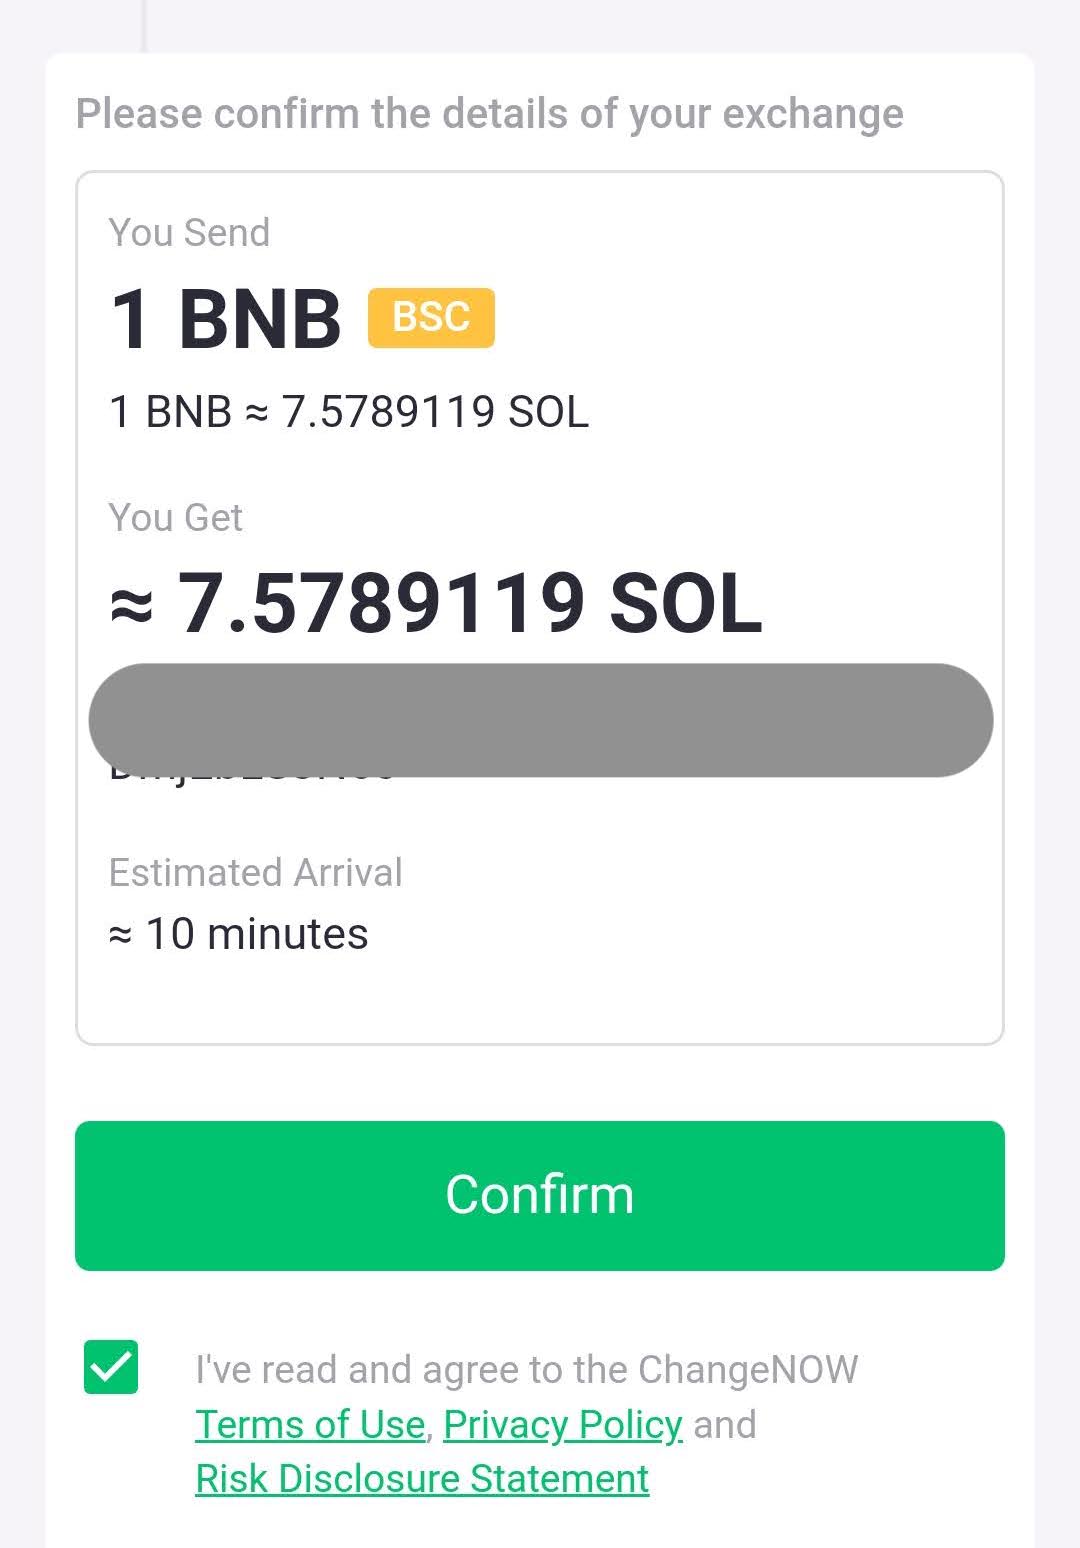 Please confirm the details of your exchange
You Send
1 BNB BSC
1 BNB ≈ 7.5789119 SOL
You Get
≈ 7.5789119 SOL
Estimated Arrival
≈ 10 minutes
Confirm
I've read and agree to the ChangeNOW
Terms of Use, Privacy Policy and
Risk Disclosure Statement